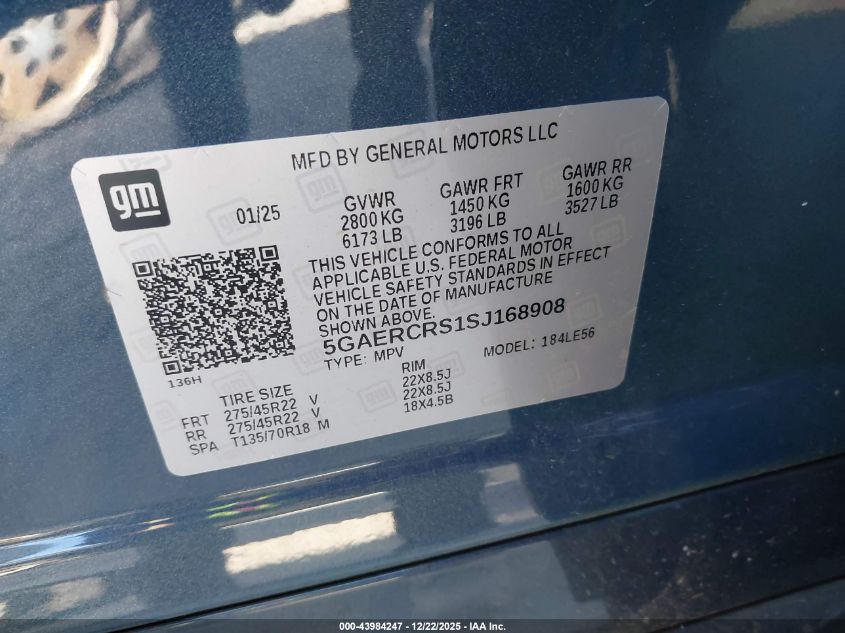 MFD BY GENERAL MOTORS LLC
gm
01/25
GVWR
2800 KG
6173 LB
GAWR FRT
1450 KG
3196 LB
GAWR RR
1600 KG
3527 LB
THIS VEHICLE CONFORMS TO ALL
APPLICABLE U.S. FEDERAL MOTOR
VEHICLE SAFETY STANDARDS IN EFFECT
ON THE DATE OF MANUFACTURE
SHOWN ABOVE.
5GAERCRS1SJ168908
TYPE: MPV MODEL: 184LE56
136H
TIRE SIZE RIM
FRT 275/45R22 V 22X8.5J
RR 275/45R22 V 22X8.5J
SPA T135/70R18 M 18X4.5B
000-43984247 - 12/22/2025 - IAA Inc.